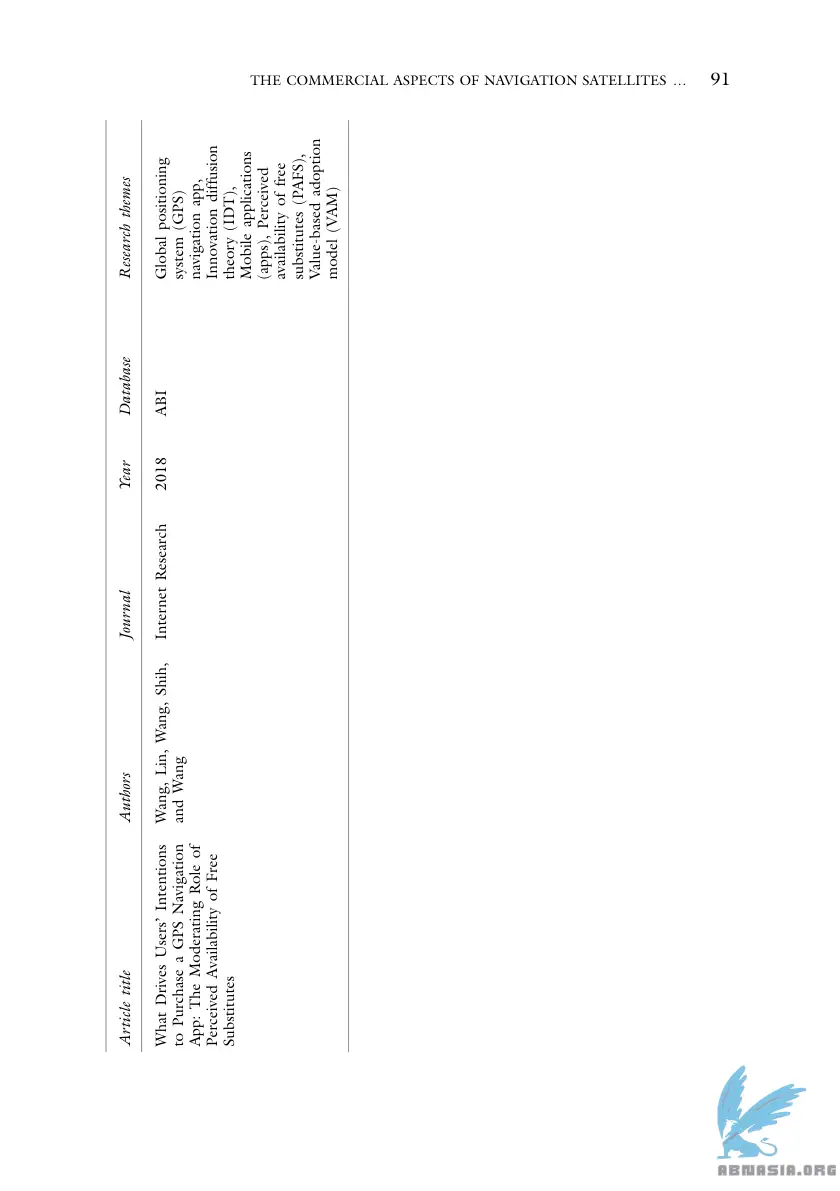 THE COMMERCIAL ASPECTS OF NAVIGATION SATELLITES … 91
Article title
Authors
Journal
Year
Database
Research themes
What Drives Users’ Intentions
to Purchase a GPS Navigation
App: The Moderating Role of
Perceived Availability of Free
Substitutes
Wang, Lin, Wang, Shih,
and Wang
Internet Research
2018
ABI
Global positioning
system (GPS)
navigation app,
Innovation diffusion
theory (IDT),
Mobile applications
(apps), Perceived
availability of free
substitutes (PAFS),
Value-based adoption
model (VAM)
ABNASIA.ORG